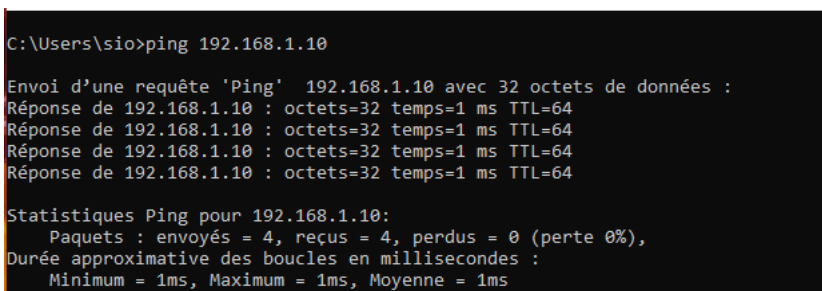 C:\Users\sio>ping 192.168.1.10
Envoi d’une requête 'Ping'  192.168.1.10 avec 32 octets de données :
Réponse de 192.168.1.10 : octets=32 temps=1 ms TTL=64
Réponse de 192.168.1.10 : octets=32 temps=1 ms TTL=64
Réponse de 192.168.1.10 : octets=32 temps=1 ms TTL=64
Réponse de 192.168.1.10 : octets=32 temps=1 ms TTL=64
Statistiques Ping pour 192.168.1.10:
    Paquets : envoyés = 4, reçus = 4, perdus = 0 (perte 0%),
Durée approximative des boucles en millisecondes :
    Minimum = 1ms, Maximum = 1ms, Moyenne = 1ms